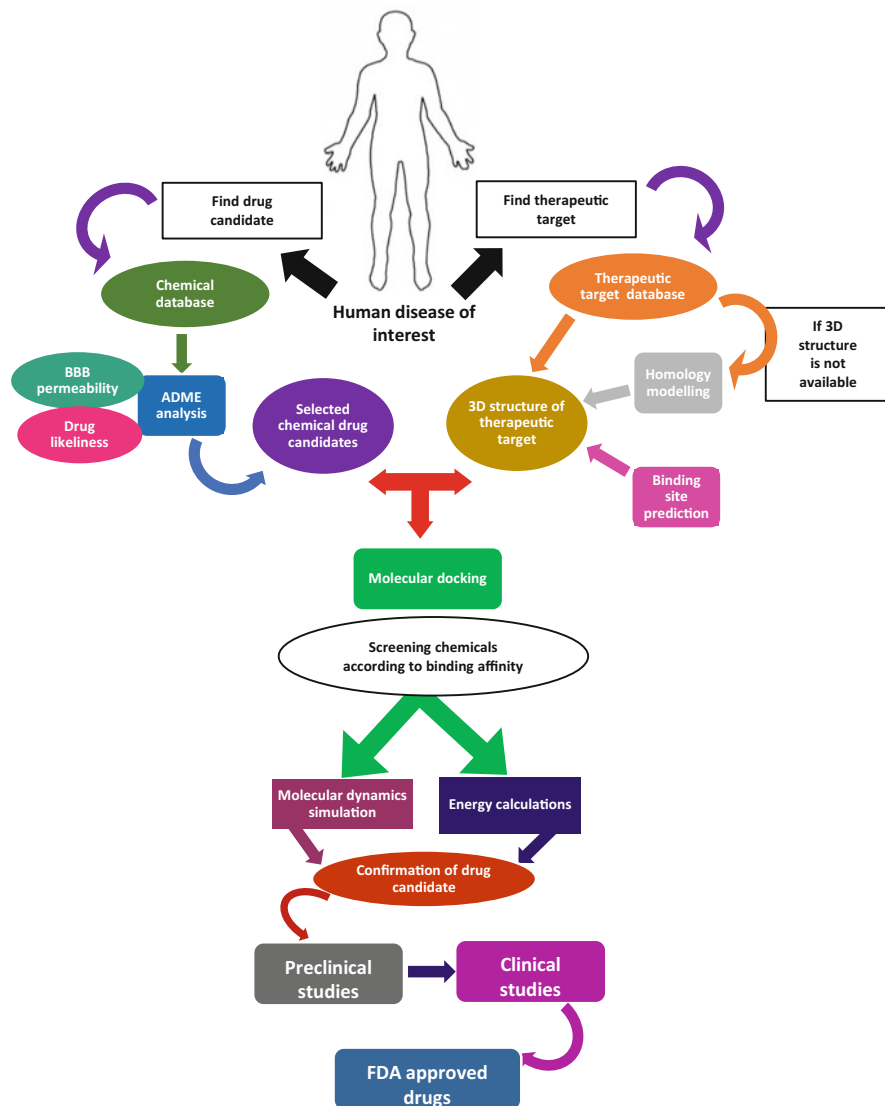 Find drug
candidate
Find therapeutic
target
Human disease of
interest
Chemical
database
Therapeutic
target database
If 3D
structure
is not
available
BBB
permeability
Drug
likeliness
ADME
analysis
Selected
chemical drug
candidates
3D structure of
therapeutic
target
Homology
modelling
Binding
site
prediction
Molecular docking
Screening chemicals
according to binding affinity
Molecular dynamics
simulation
Energy calculations
Confirmation of drug
candidate
Preclinical
studies
Clinical
studies
FDA approved
drugs